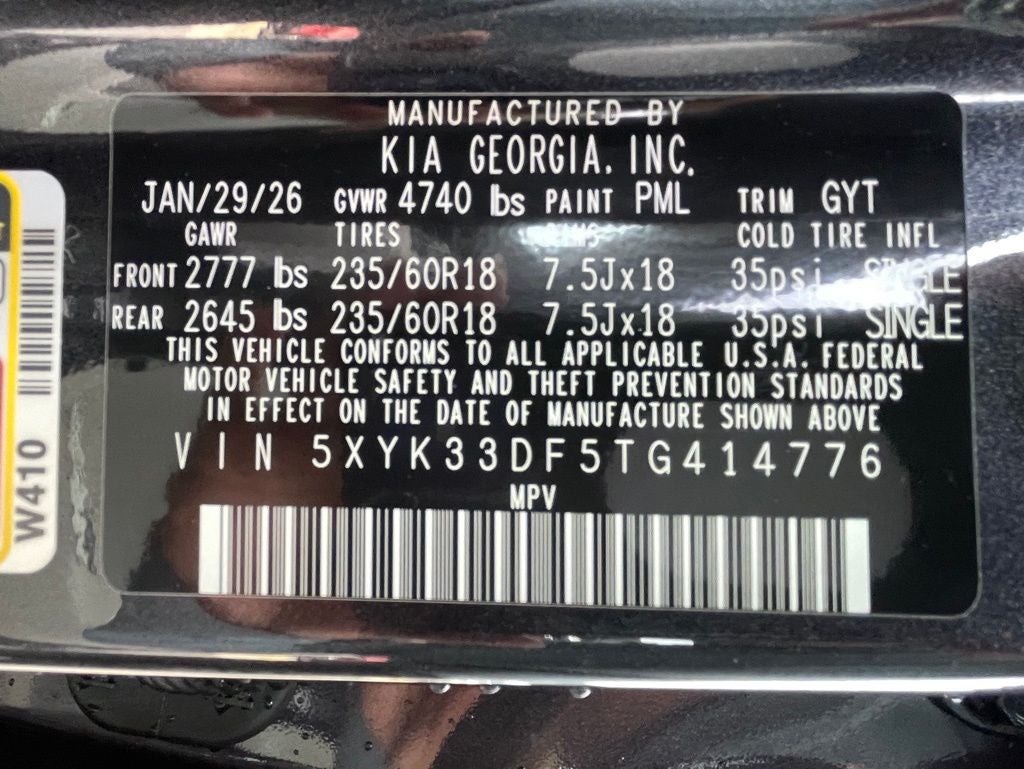 MANUFACTURED BY
KIA GEORGIA, INC.
JAN/29/26 GVWR 4740 lbs PAINT PML TRIM GYT
GAWR TIRES RIMS COLD TIRE INFL
FRONT 2777 lbs 235/60R18 7.5Jx18 35psi SINGLE
REAR 2645 lbs 235/60R18 7.5Jx18 35psi SINGLE
THIS VEHICLE CONFORMS TO ALL APPLICABLE U.S.A. FEDERAL
MOTOR VEHICLE SAFETY AND THEFT PREVENTION STANDARDS
IN EFFECT ON THE DATE OF MANUFACTURE SHOWN ABOVE
VIN 5XYK33DF5TG414776
MPV
W410